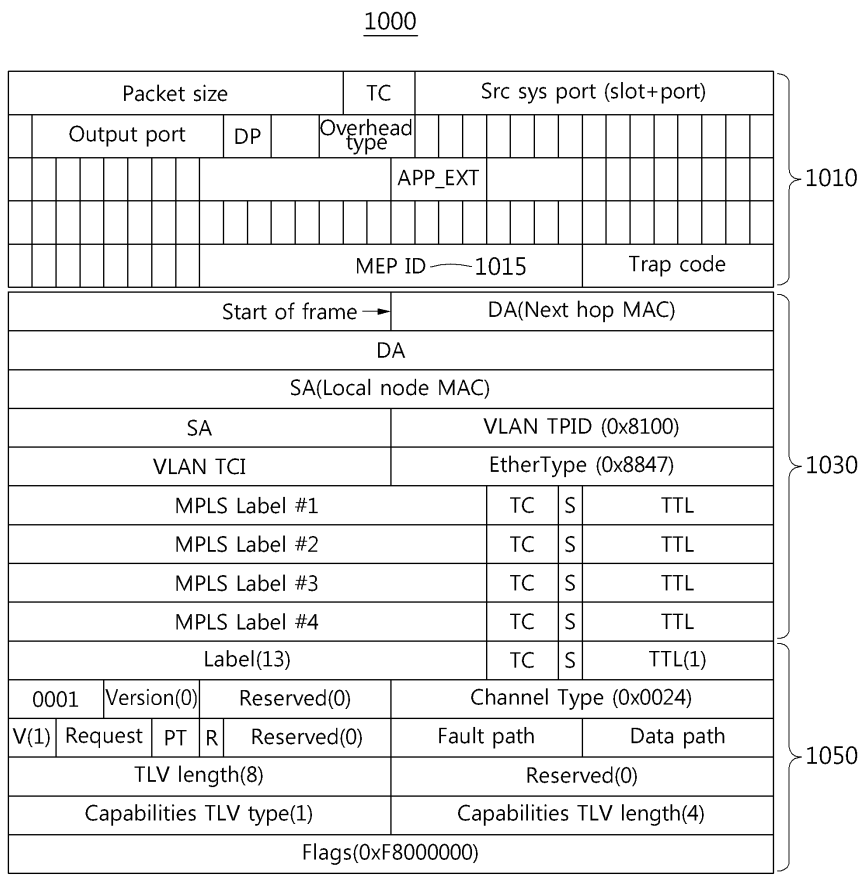 1000
Packet size TC Src sys port (slot+port)
Output port DP Overhead type
1010
APP_EXT
MEP ID 1015 Trap code
Start of frame DA(Next hop MAC)
DA
SA(Local node MAC)
SA VLAN TPID (0x8100)
VLAN TCI EtherType (0x8847)
1030
MPLS Label #1 TC S TTL
MPLS Label #2 TC S TTL
MPLS Label #3 TC S TTL
MPLS Label #4 TC S TTL
Label(13) TC S TTL(1)
0001 Version(0) Reserved(0) Channel Type (0x0024)
V(1) Request PT R Reserved(0) Fault path Data path
1050
TLV length(8) Reserved(0)
Capabilities TLV type(1) Capabilities TLV length(4)
Flags(0xF8000000)